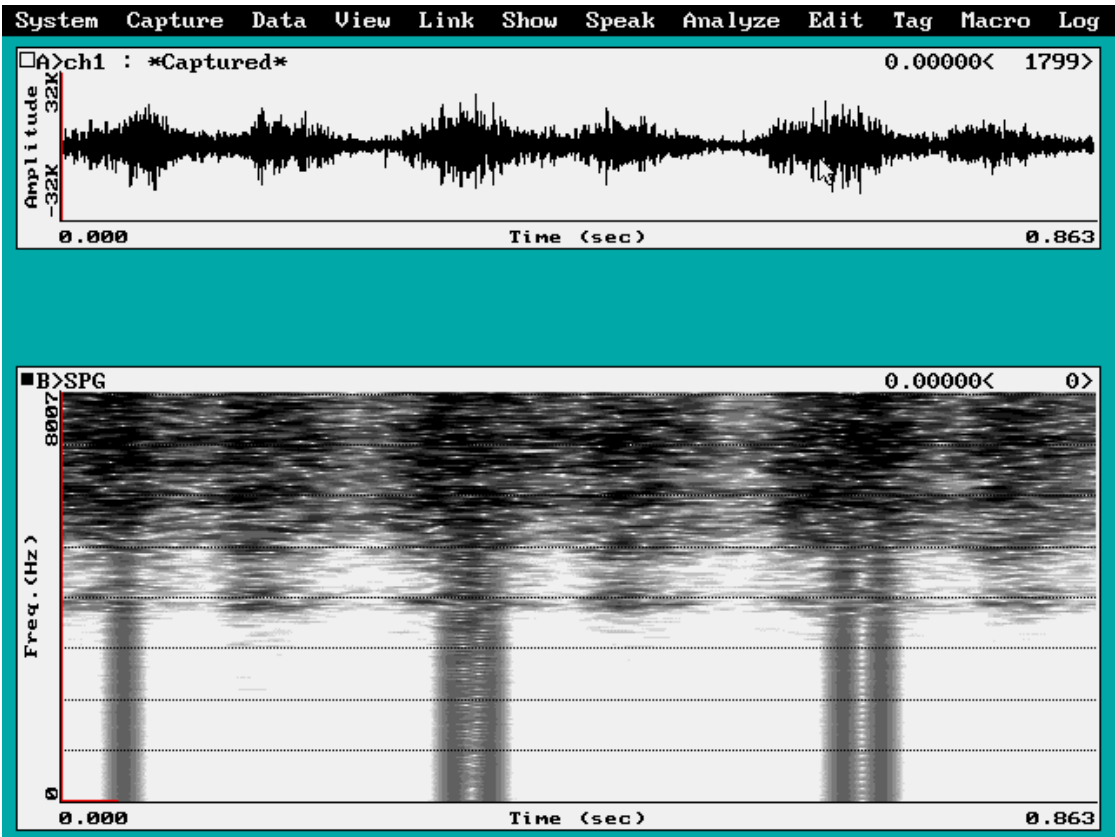 System Capture Data View Link Show Speak Analyze Edit Tag Macro Log
A>ch1 : *Captured* 0.00000< 1799>
Amplitude
32K
-32K
0.000 Time (sec) 0.863
B>SPG 0.00000< 0>
8007
Freq.(Hz)
0
0.000 Time (sec) 0.863